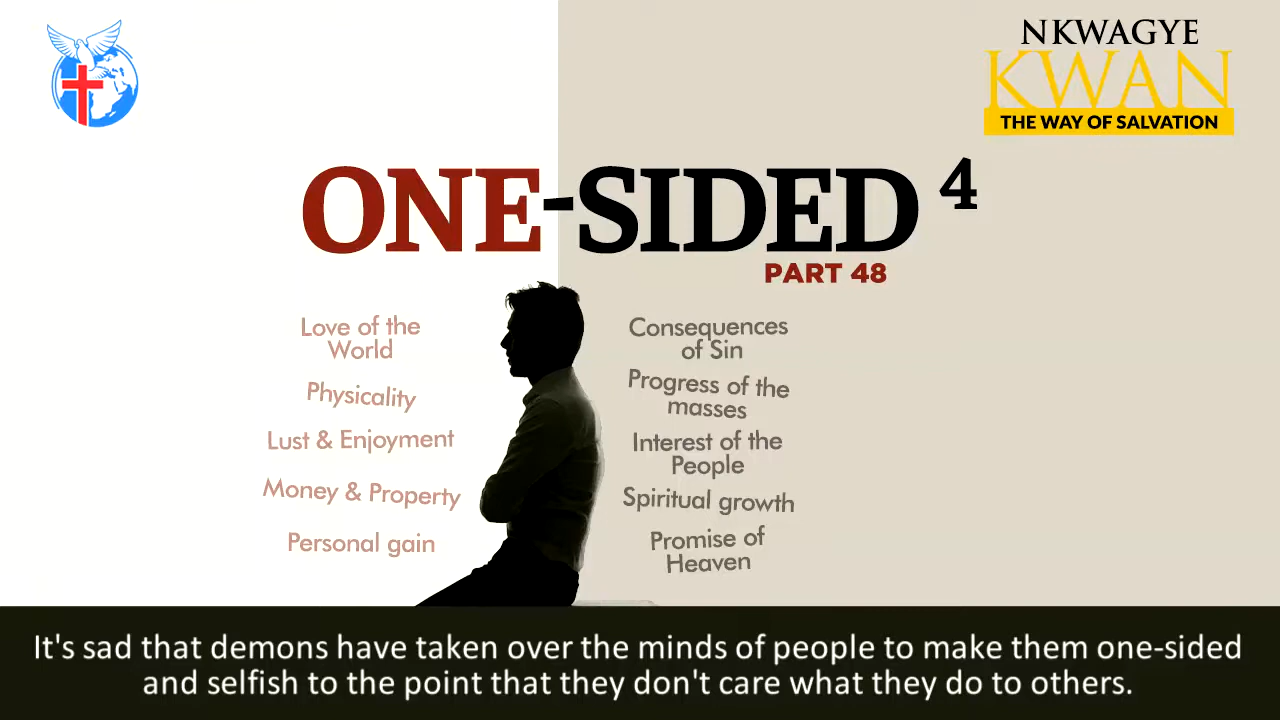 NKWAGYE
KWAN
THE WAY OF SALVATION
ONE-SIDED 4
PART 48
Love of the
World
Physicality
Lust & Enjoyment
Money & Property
Personal gain
Consequences
of Sin
Progress of the
masses
Interest of the
People
Spiritual growth
Promise of
Heaven
It's sad that demons have taken over the minds of people to make them one-sided
and selfish to the point that they don't care what they do to others.